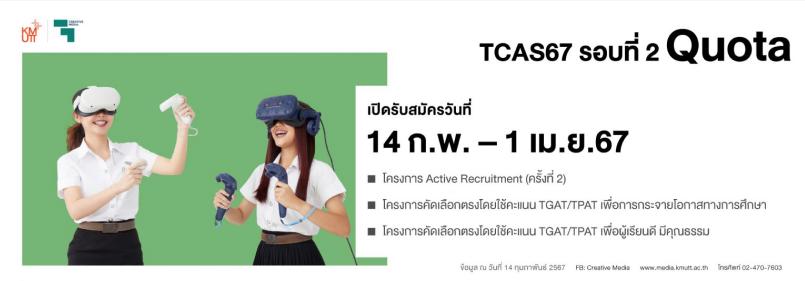 KMUTT
CREATIVE
MEDIA
TCAS67 รอบที่ 2 Quota
เปิดรับสมัครวันที่
14 ก.พ. – 1 เม.ย.67
■ โครงการ Active Recruitment (ครั้งที่ 2)
■ โครงการคัดเลือกตรงโดยใช้คะแนน TGAT/TPAT เพื่อการกระจายโอกาสทางการศึกษา
■ โครงการคัดเลือกตรงโดยใช้คะแนน TGAT/TPAT เพื่อผู้เรียนดี มีคุณธรรม
ข้อมูล ณ วันที่ 14 กุมภาพันธ์ 2567 FB: Creative Media www.media.kmutt.ac.th โทรศัพท์ 02-470-7603